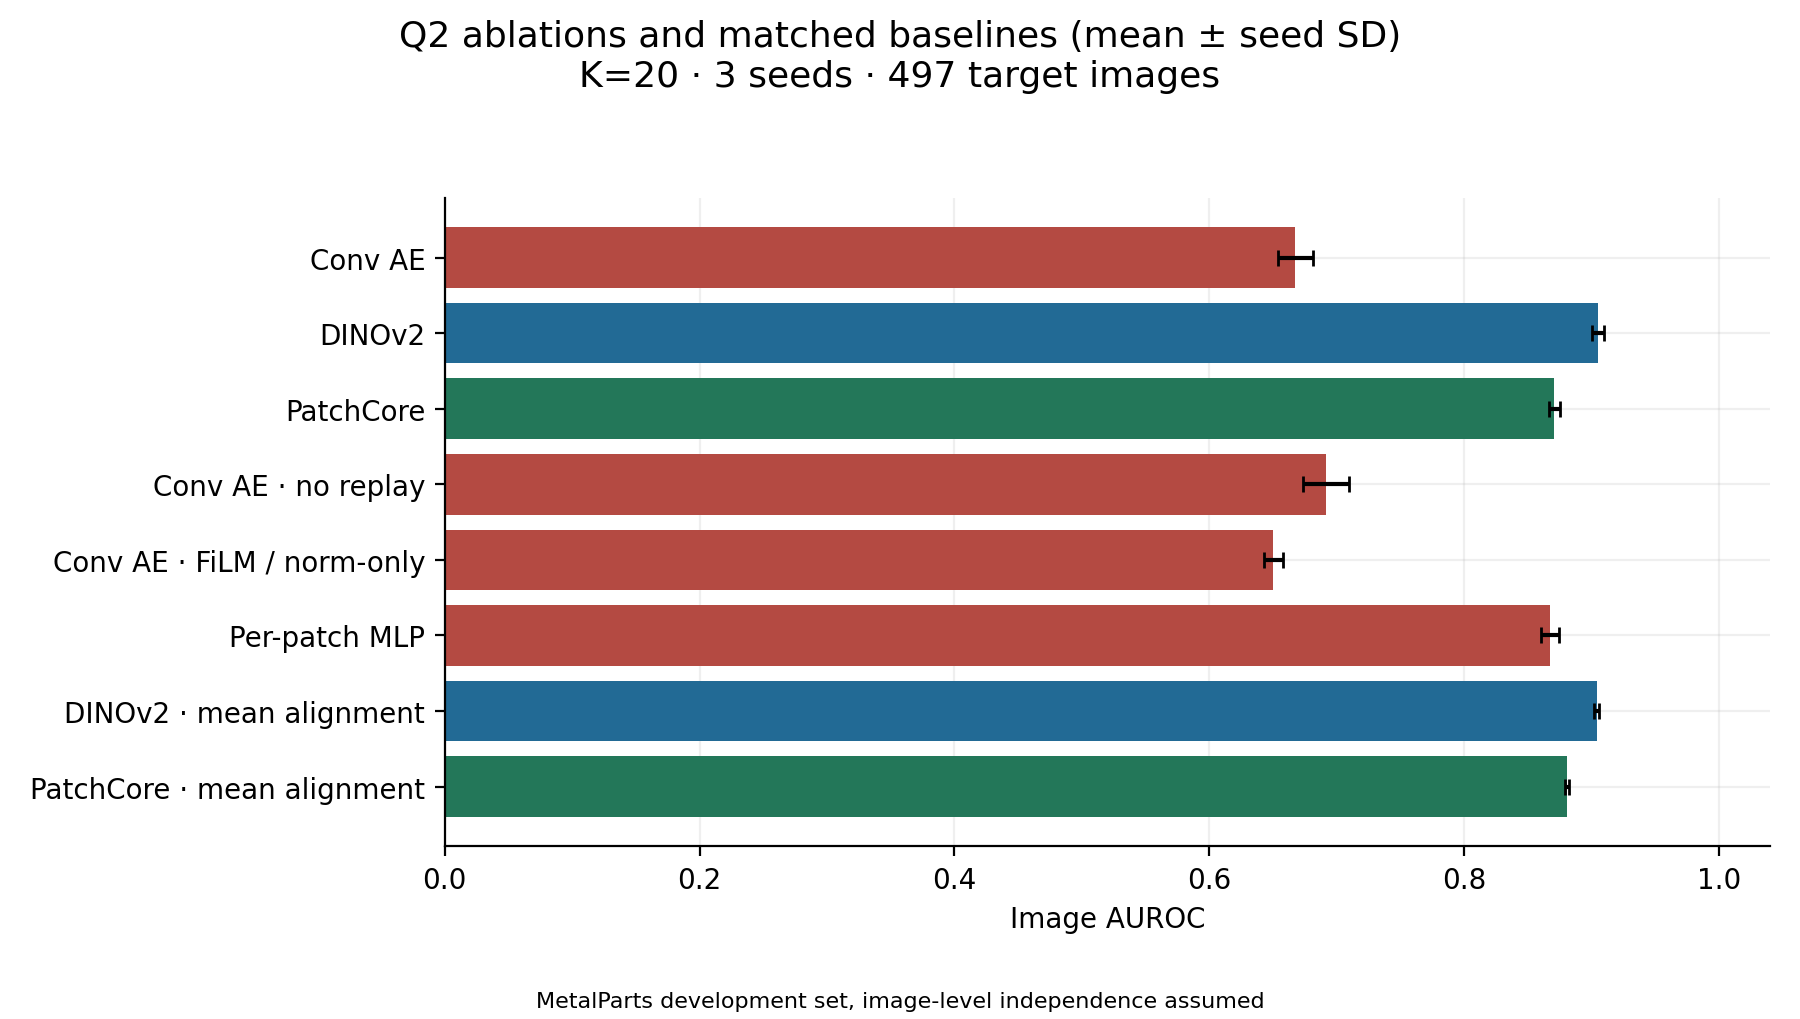 Q2 ablations and matched baselines (mean ± seed SD)
K=20 · 3 seeds · 497 target images
Conv AE
DINOv2
PatchCore
Conv AE · no replay
Conv AE · FiLM / norm-only
Per-patch MLP
DINOv2 · mean alignment
PatchCore · mean alignment
0.0 0.2 0.4 0.6 0.8 1.0
Image AUROC
MetalParts development set, image-level independence assumed